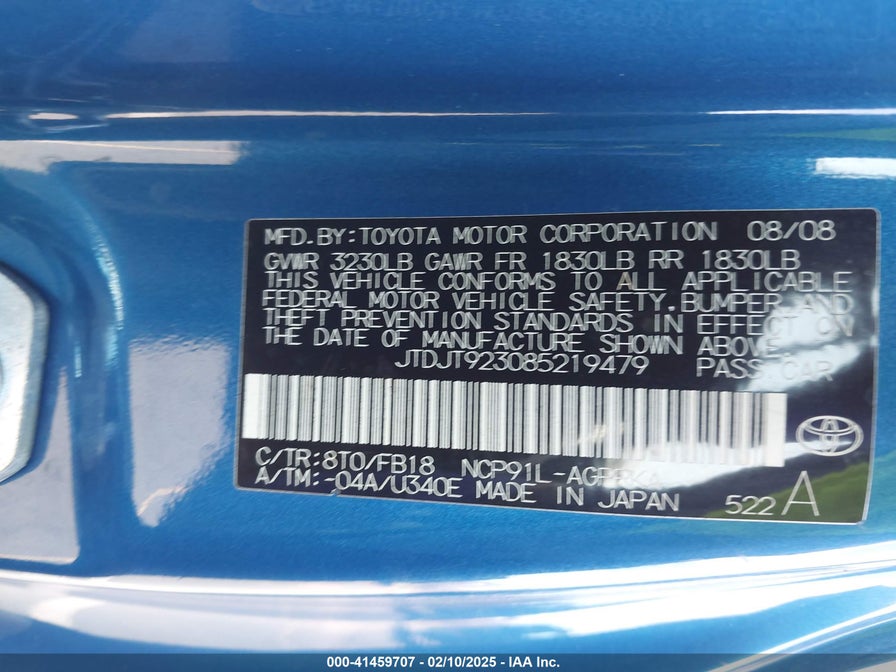 MFD. BY: TOYOTA MOTOR CORPORATION 08/08
GVWR 3230LB GAWR FR 1830LB RR 1830LB
THIS VEHICLE CONFORMS TO ALL APPLICABLE
FEDERAL MOTOR VEHICLE SAFETY, BUMPER, AND
THEFT PREVENTION STANDARDS IN EFFECT ON
THE DATE OF MANUFACTURE SHOWN ABOVE.
JTDJT923085219479 PASS. CAR
C/TR: 8T0/FB18 NCP91L-
A/TM: -04A/U340E MADE IN JAPAN 522 A
000-41459707 - 02/10/2025 - IAA Inc.